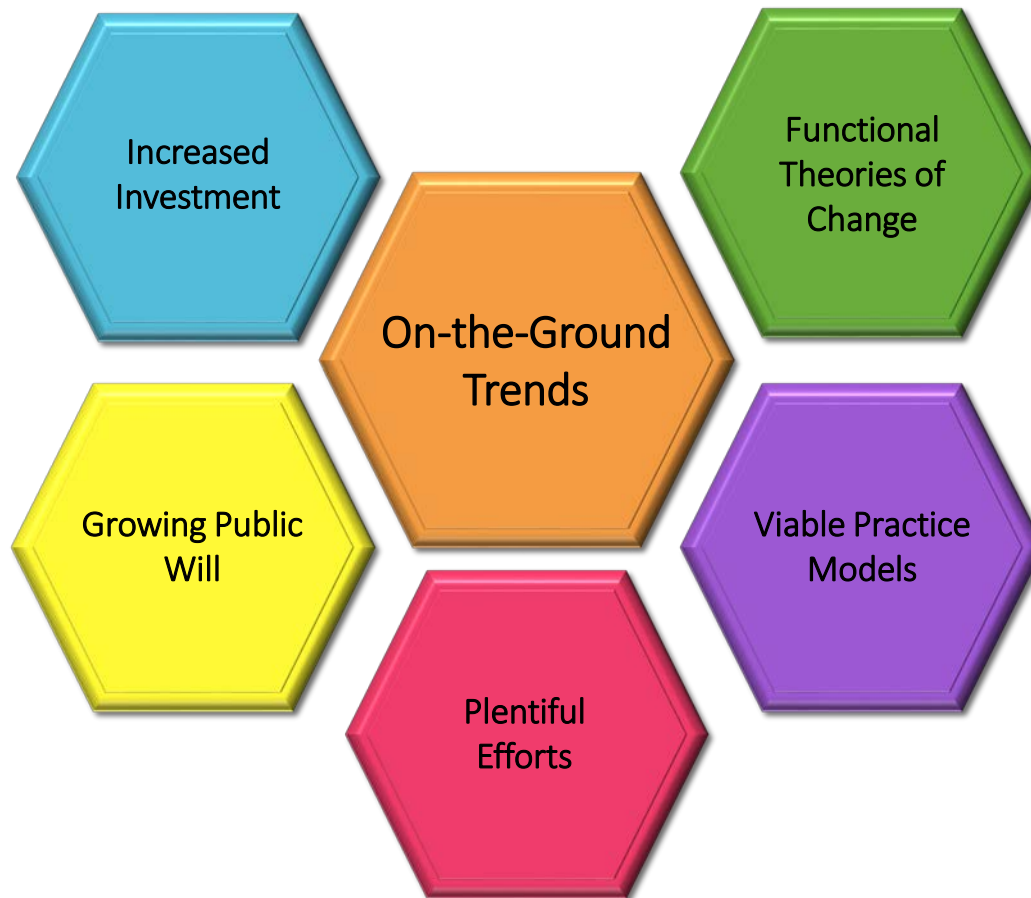 Increased
Investment
Functional
Theories of
Change
On-the-Ground
Trends
Growing Public
Will
Viable Practice
Models
Plentiful
Efforts